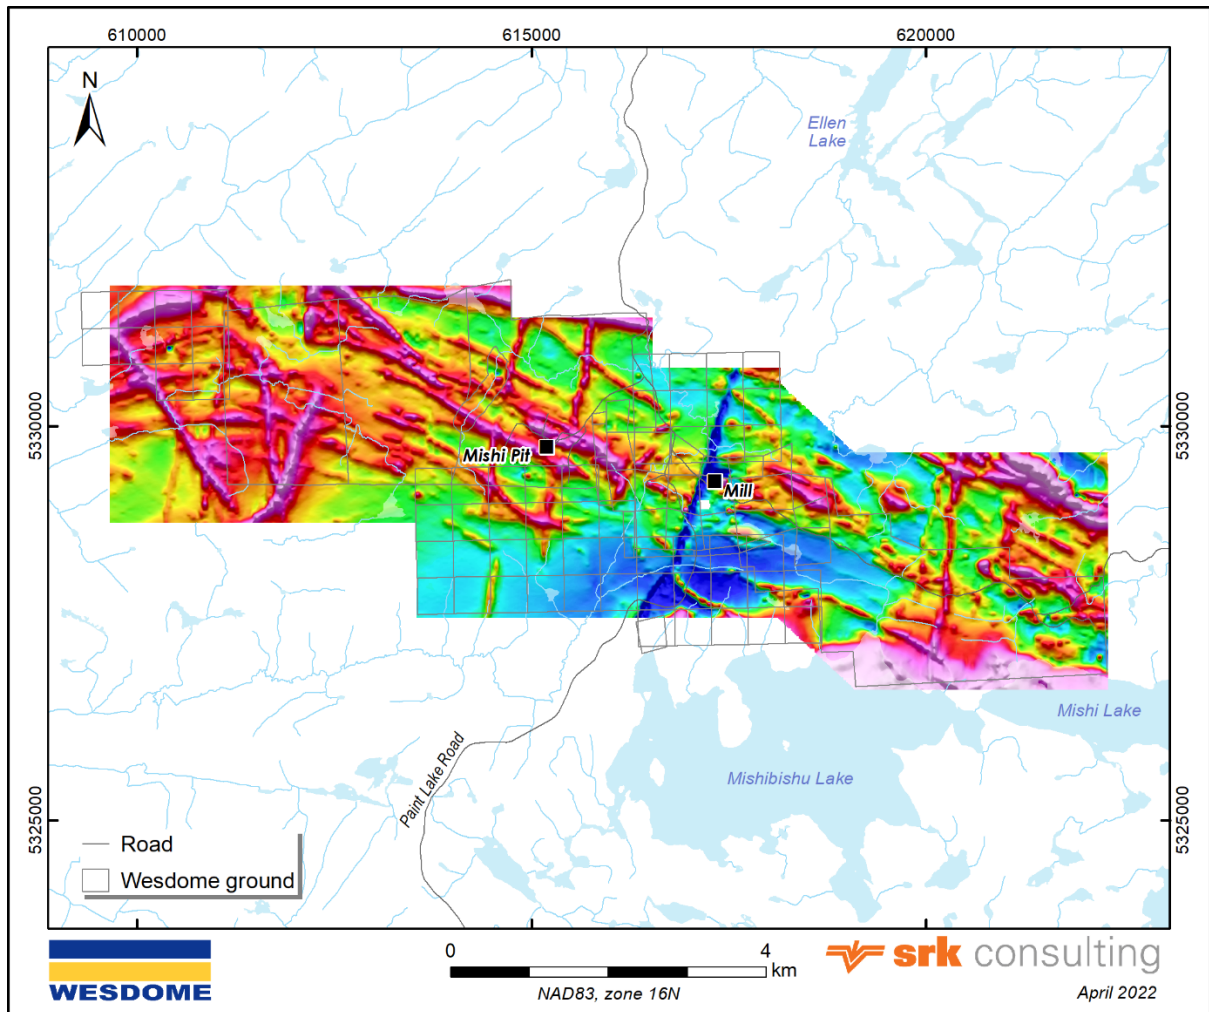 610000
615000
620000
N
Ellen
Lake
5330000
5330000
Mishi Pit
Mill
Mishi Lake
Mishibishu Lake
Paint Lake Road
5325000
5325000
Road
Wesdome ground
WESDOME
0
4
km
NAD83, zone 16N
srk consulting
April 2022